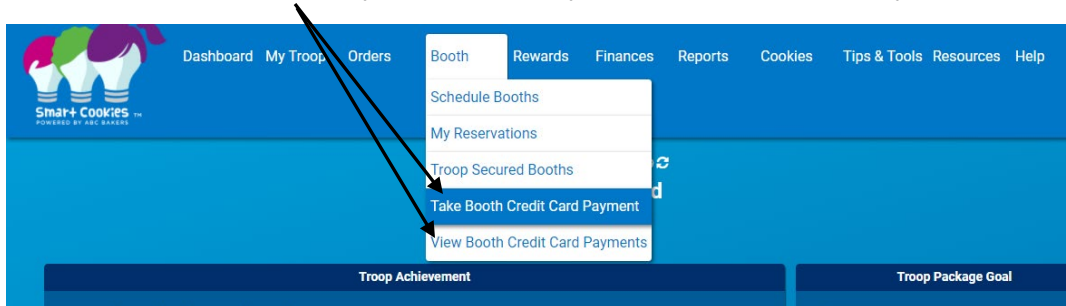 Dashboard My Troop Orders Booth Rewards Finances Reports Cookies Tips & Tools Resources Help
Smart Cookies TM
POWERED BY ABC BAKERS
Schedule Booths
My Reservations
Troop Secured Booths
d
Take Booth Credit Card Payment
View Booth Credit Card Payments
Troop Achievement
Troop Package Goal